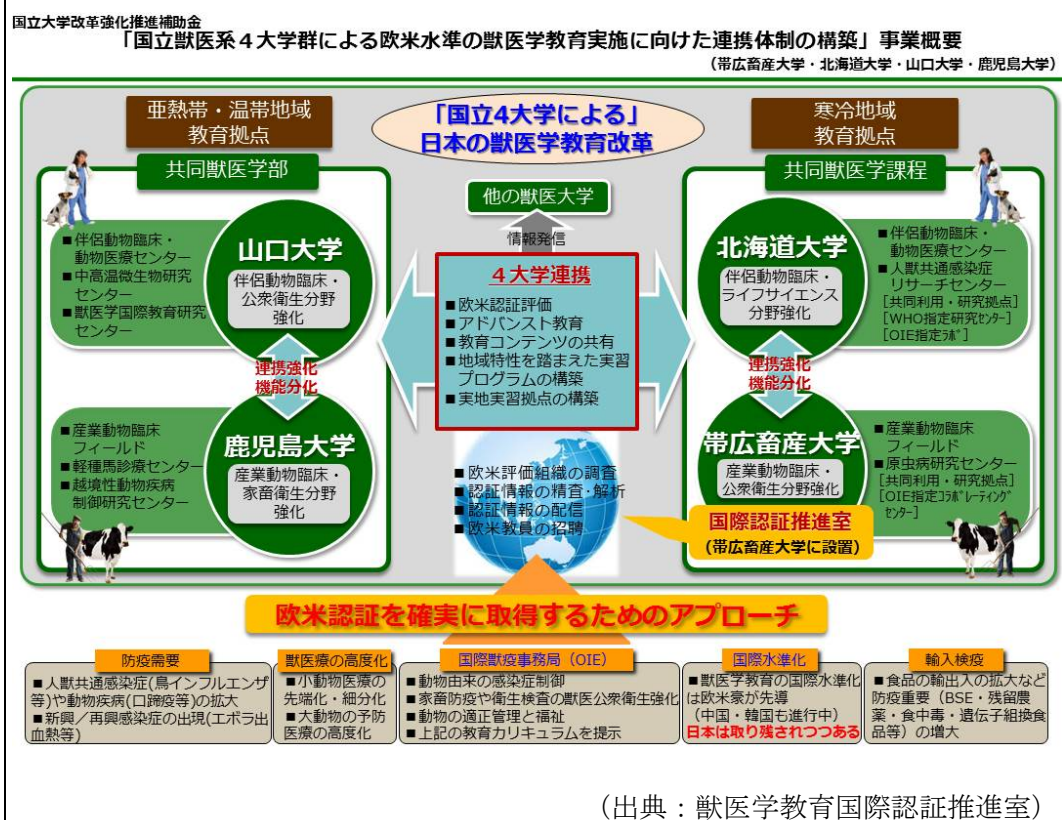 国立大学改革強化推進補助金
「国立獣医系４大学群による欧米水準の獣医学教育実施に向けた連携体制の構築」事業概要
（帯広畜産大学・北海道大学・山口大学・鹿児島大学）
亜熱帯・温帯地域
教育拠点
「国立4大学による」
日本の獣医学教育改革
寒冷地域
教育拠点
共同獣医学部
山口大学
伴侶動物臨床・
公衆衛生分野
強化
■伴侶動物臨床・
動物医療センター
■中高温微生物研究
センター
■獣医学国際教育研究
センター
連携強化
機能分化
鹿児島大学
産業動物臨床・
家畜衛生分野
強化
■産業動物臨床
フィールド
■軽種馬診療センター
■越境性動物疾病
制御研究センター
他の獣医大学
情報発信
４大学連携
■欧米認証評価
■アドバンスト教育
■教育コンテンツの共有
■地域特性を踏まえた実習
プログラムの構築
■実地実習拠点の構築
■欧米評価組織の調査
■認証情報の精査・解析
■認証情報の配信
■欧米教員の招聘
国際認証推進室
(帯広畜産大学に設置)
共同獣医学課程
北海道大学
伴侶動物臨床・
ライフサイエンス
分野強化
■伴侶動物臨床・
動物医療センター
■人獣共通感染症
リサーチセンター
［共同利用・研究拠点］
［WHO指定研究ｾﾝﾀｰ］
［OIE指定ﾗﾎﾞ］
連携強化
機能分化
帯広畜産大学
産業動物臨床・
公衆衛生分野強化
■産業動物臨床
フィールド
■原虫病研究センター
［共同利用・研究拠点］
［OIE指定ｺﾗﾎﾞﾚｰﾃｨﾝｸﾞ
ｾﾝﾀｰ］
欧米認証を確実に取得するためのアプローチ
防疫需要
■人獣共通感染症(鳥インフルエンザ
等)や動物疾病(口蹄疫等)の拡大
■新興／再興感染症の出現(エボラ出
血熱等)
獣医療の高度化
■小動物医療の
先端化・細分化
■大動物の予防
医療の高度化
国際獣疫事務局（OIE）
■動物由来の感染症制御
■家畜防疫や衛生検査の獣医公衆衛生強化
■動物の適正管理と福祉
■上記の教育カリキュラムを提示
国際水準化
■獣医学教育の国際水準化
は欧米豪が先導
（中国・韓国も進行中）
日本は取り残されつつある
輸入検疫
■食品の輸出入の拡大など
防疫重要（BSE・残留農
薬・食中毒・遺伝子組換食
品等）の増大
（出典：獣医学教育国際認証推進室）